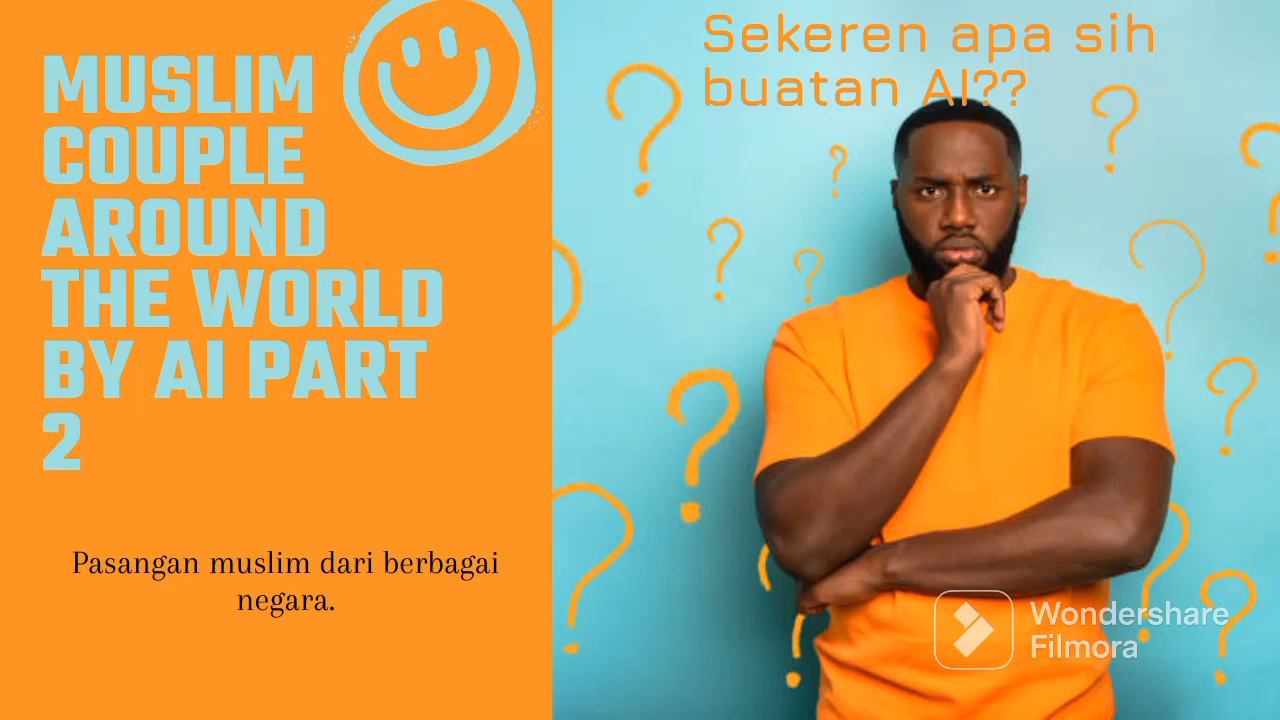 MUSLIM
COUPLE
AROUND
THE WORLD
BY AI PART
2
Pasangan muslim dari berbagai
negara.
Sekeren apa sih
buatan AI??
Wondershare
Filmora